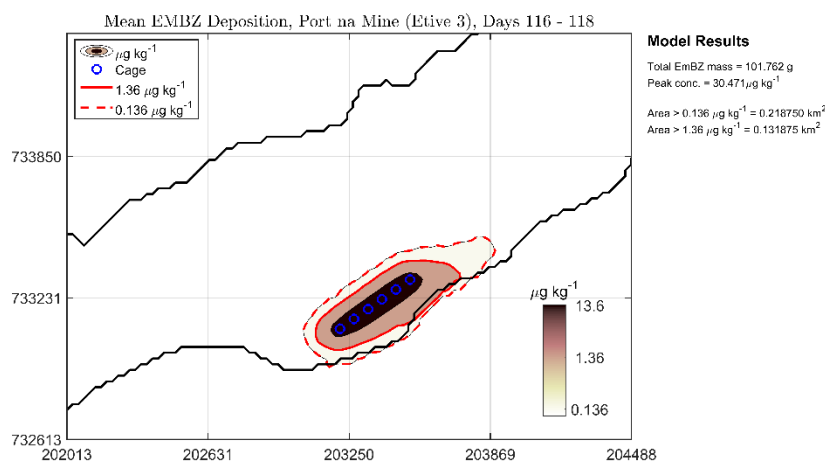 Mean EMBZ Deposition, Port na Mine (Etive 3), Days 116 - 118
μg kg⁻¹
Cage
1.36 μg kg⁻¹
0.136 μg kg⁻¹
Model Results
Total EmBZ mass = 101.762 g
Peak conc. = 30.471μg kg⁻¹
Area > 0.136 μg kg⁻¹ = 0.218750 km²
Area > 1.36 μg kg⁻¹ = 0.131875 km²
733850
733231
732613
μg kg⁻¹
13.6
1.36
0.136
202013
202631
203250
203869
204488